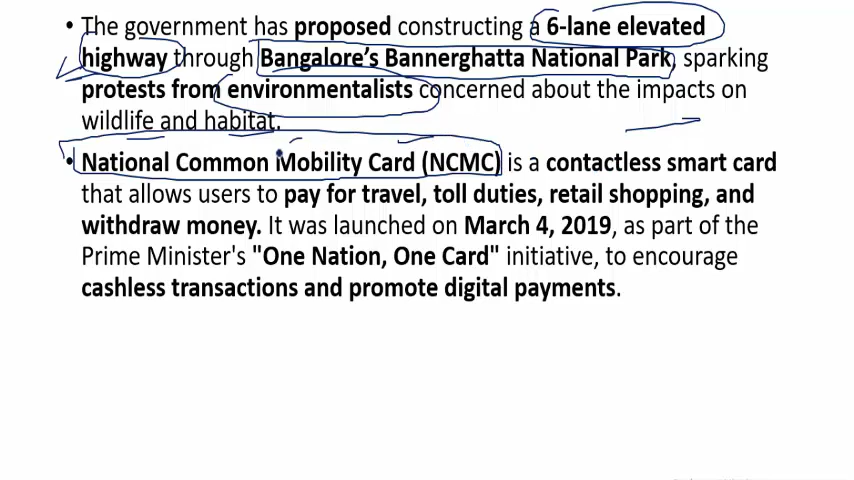 • The government has proposed constructing a 6-lane elevated
highway through Bangalore's Bannerghatta National Park, sparking
protests from environmentalists concerned about the impacts on
wildlife and habitat.
• National Common Mobility Card (NCMC) is a contactless smart card
that allows users to pay for travel, toll duties, retail shopping, and
withdraw money. It was launched on March 4, 2019, as part of the
Prime Minister's "One Nation, One Card" initiative, to encourage
cashless transactions and promote digital payments.